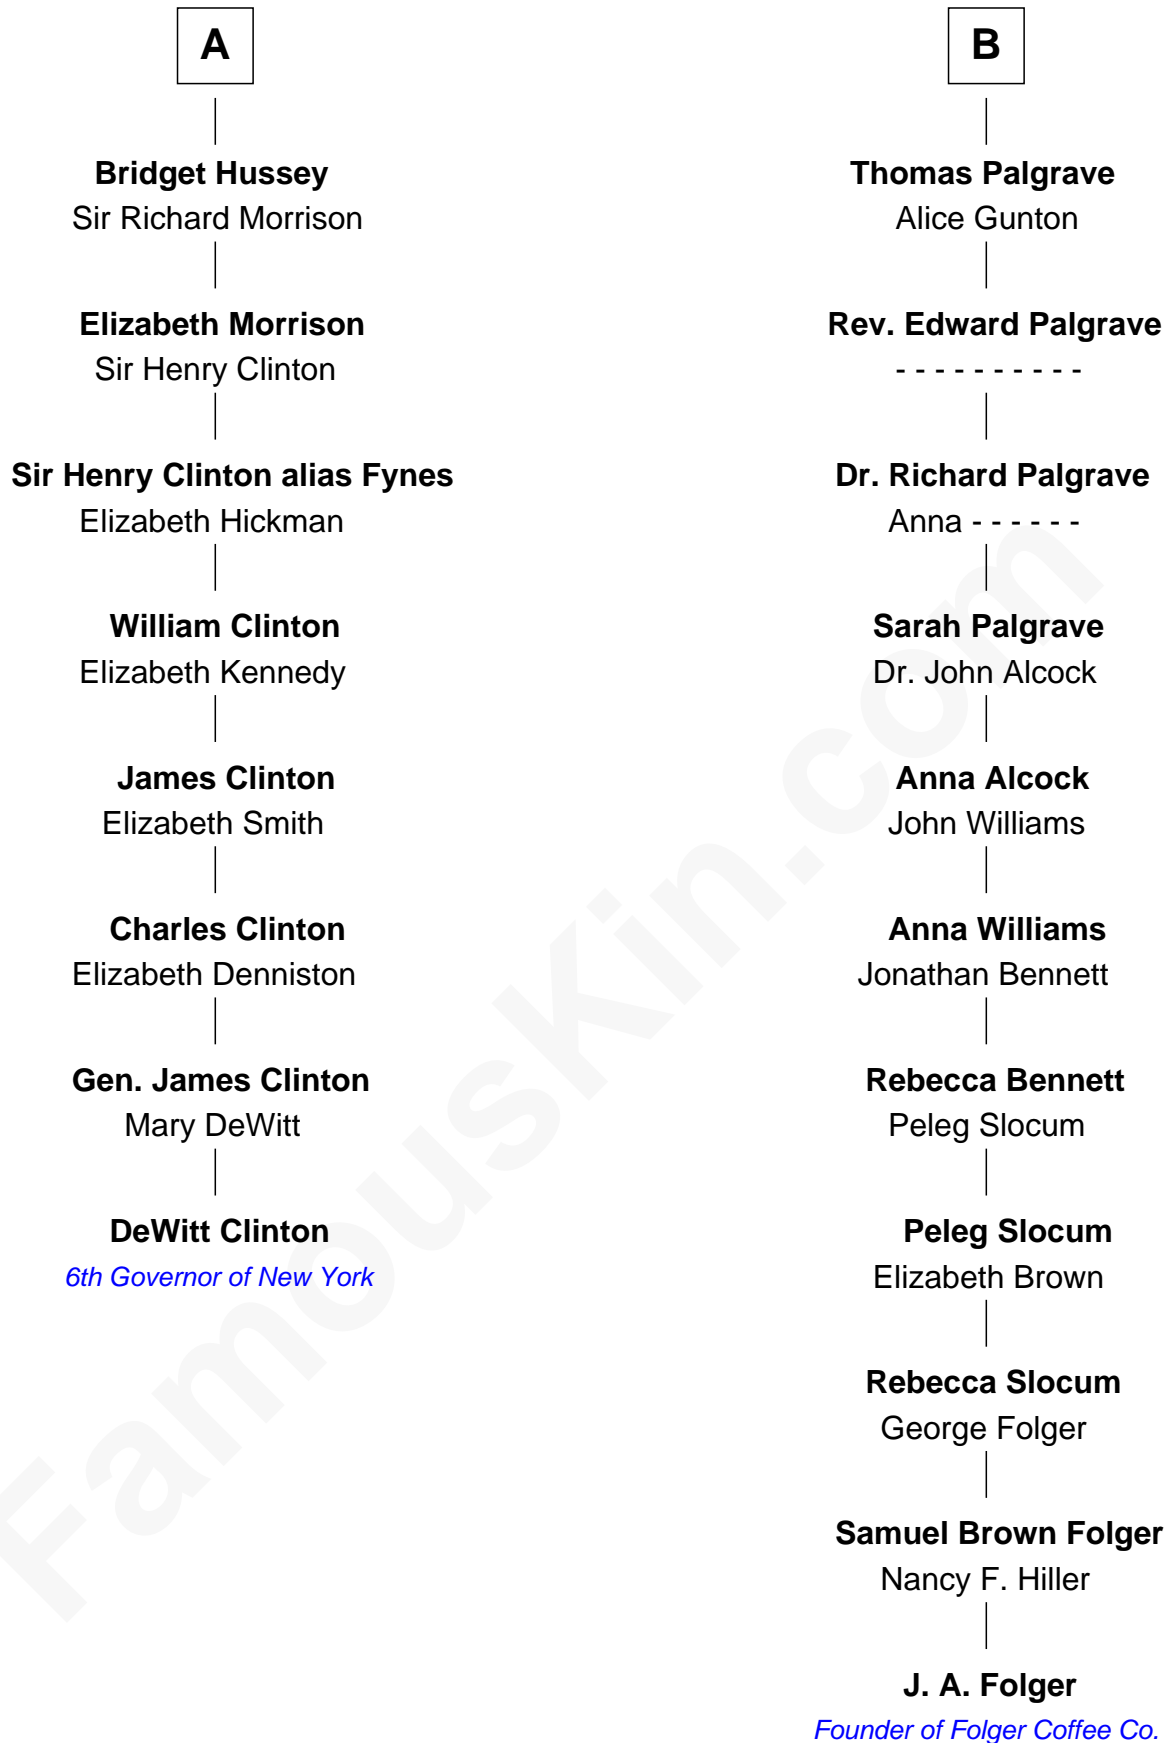 A
Bridget Hussey
Sir Richard Morrison
Elizabeth Morrison
Sir Henry Clinton
Sir Henry Clinton alias Fynes
Elizabeth Hickman
William Clinton
Elizabeth Kennedy
James Clinton
Elizabeth Smith
Charles Clinton
Elizabeth Denniston
Gen. James Clinton
Mary DeWitt
DeWitt Clinton
6th Governor of New York
B
Thomas Palgrave
Alice Gunton
Rev. Edward Palgrave
- - - - - - - - - -
Dr. Richard Palgrave
Anna - - - - - -
Sarah Palgrave
Dr. John Alcock
Anna Alcock
John Williams
Anna Williams
Jonathan Bennett
Rebecca Bennett
Peleg Slocum
Peleg Slocum
Elizabeth Brown
Rebecca Slocum
George Folger
Samuel Brown Folger
Nancy F. Hiller
J. A. Folger
Founder of Folger Coffee Co.
FamousKin.com